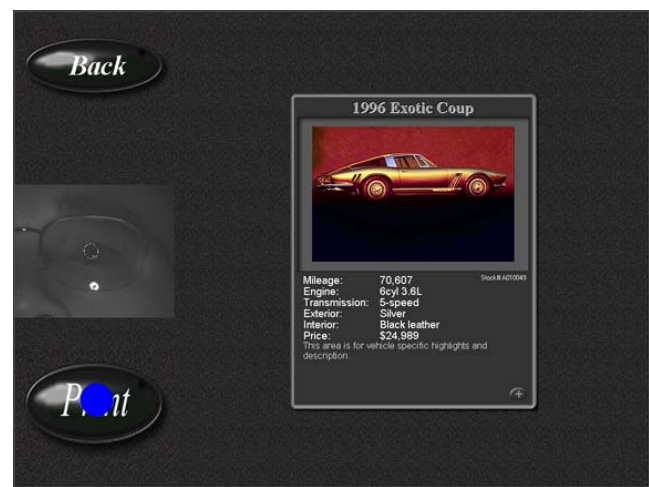 Back
1996 Exotic Coup
Mileage: 70,607 Stock# A010049
Engine: 6cyl 3.6L
Transmission: 5-speed
Exterior: Silver
Interior: Black leather
Price: $24,989
This area is for vehicle specific highlights and
description.
Print